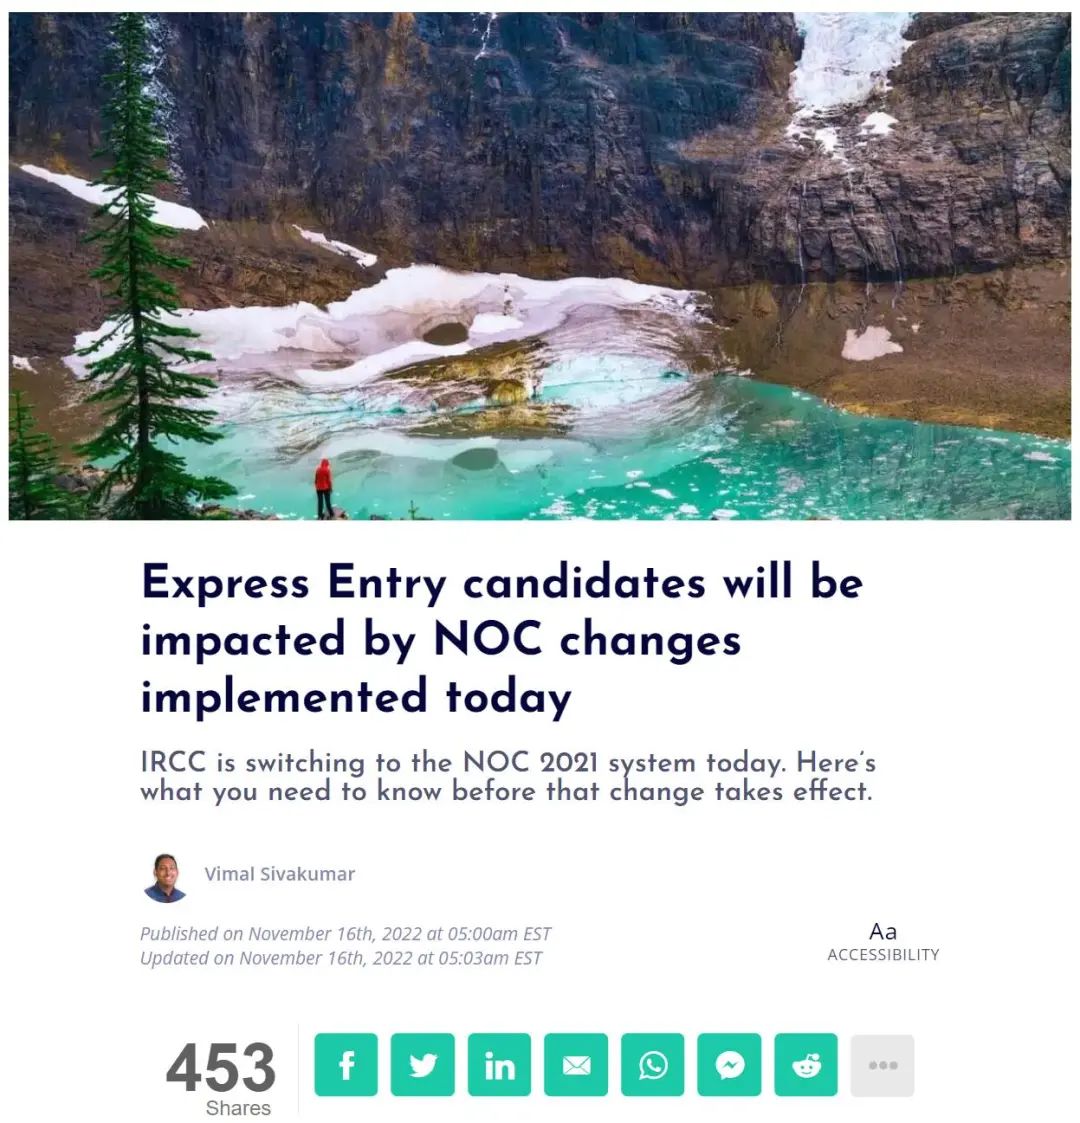 Express Entry candidates will be
impacted by NOC changes
implemented today
IRCC is switching to the NOC 2021 system today. Here's
what you need to know before that change takes effect.
Vimal Sivakumar
Published on November 16th, 2022 at 05:00am EST
Updated on November 16th, 2022 at 05:03am EST
Aa
ACCESSIBILITY
453
Shares